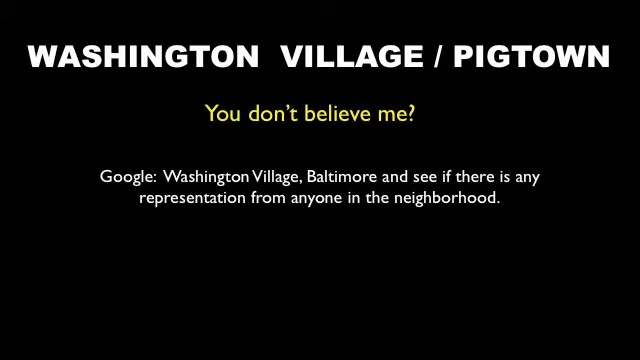 WASHINGTON VILLAGE / PIGTOWN
You don't believe me?
Google: Washington Village, Baltimore and see if there is any
representation from anyone in the neighborhood.